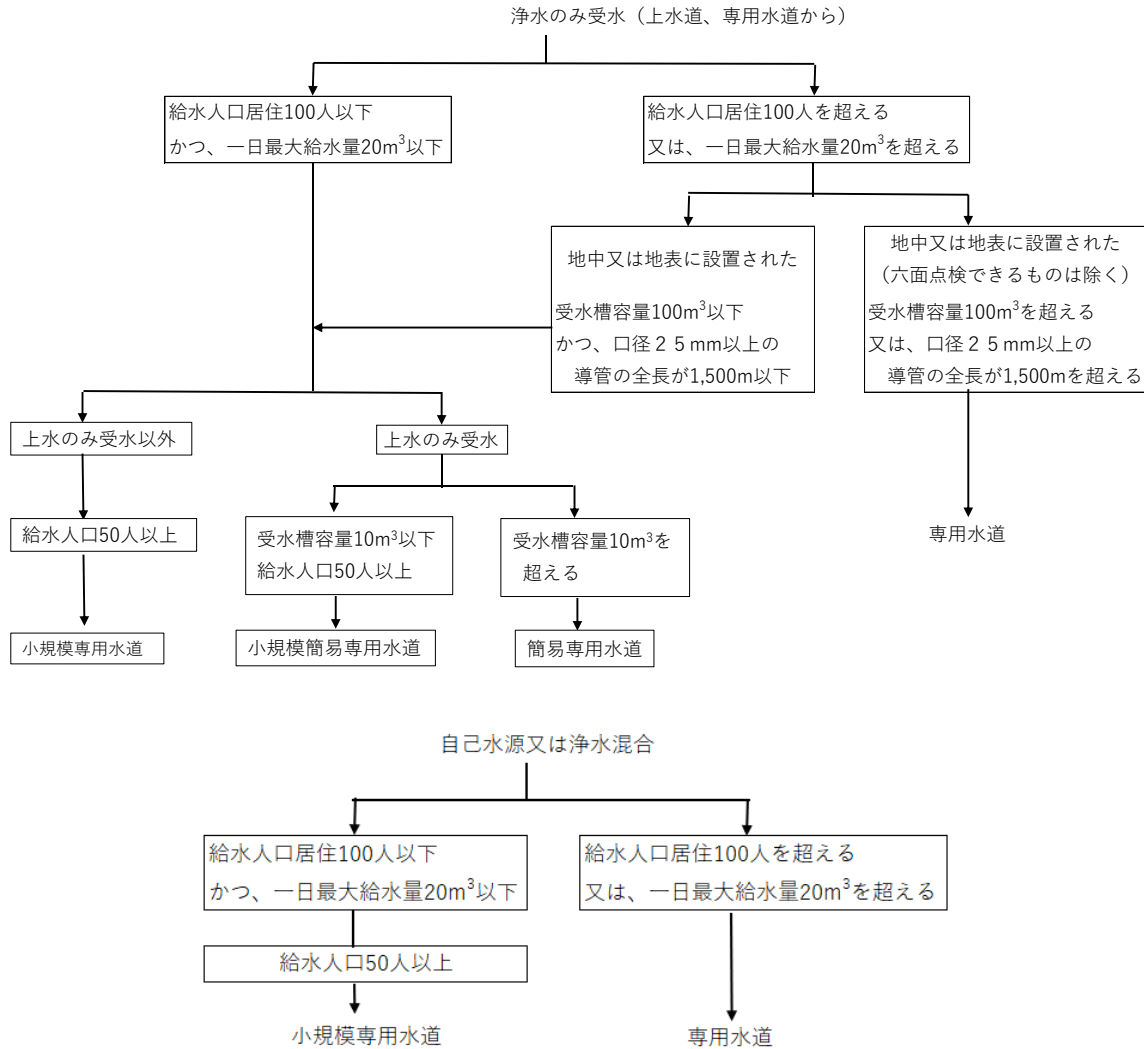 浄水のみ受水（上水道、専用水道から）
給水人口居住100人以下
かつ、一日最大給水量20m³以下
給水人口居住100人を超える
又は、一日最大給水量20m³を超える
地中又は地表に設置された
受水槽容量100m³以下
かつ、口径２５mm以上の
導管の全長が1,500m以下
地中又は地表に設置された
（六面点検できるものは除く）
受水槽容量100m³を超える
又は、口径２５mm以上の
導管の全長が1,500mを超える
上水のみ受水以外
上水のみ受水
給水人口50人以上
受水槽容量10m³以下
給水人口50人以上
受水槽容量10m³を
超える
専用水道
小規模専用水道
小規模簡易専用水道
簡易専用水道
自己水源又は浄水混合
給水人口居住100人以下
かつ、一日最大給水量20m³以下
給水人口居住100人を超える
又は、一日最大給水量20m³を超える
給水人口50人以上
小規模専用水道
専用水道